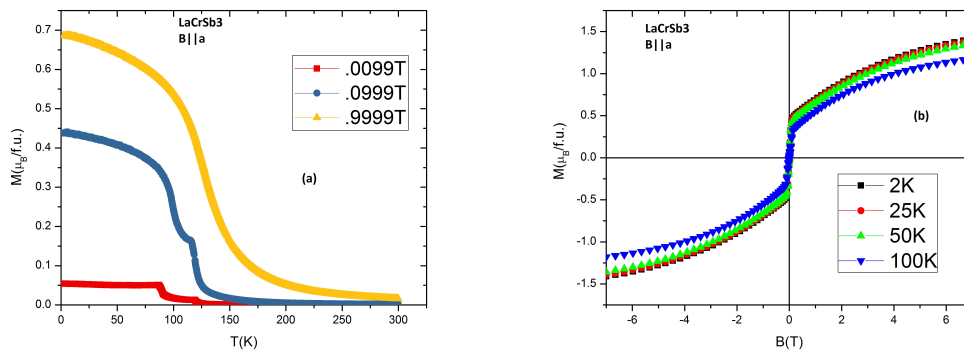 LaCrSb3
B||a
.0099T
.0999T
.9999T
(a)
M(μB/f.u.)
0.7
0.6
0.5
0.4
0.3
0.2
0.1
0.0
0 50 100 150 200 250 300
T(K)
LaCrSb3
B||a
(b)
M(μB/f.u.)
1.5
1.0
0.5
0.0
-0.5
-1.0
-1.5
2K
25K
50K
100K
-6 -4 -2 0 2 4 6
B(T)